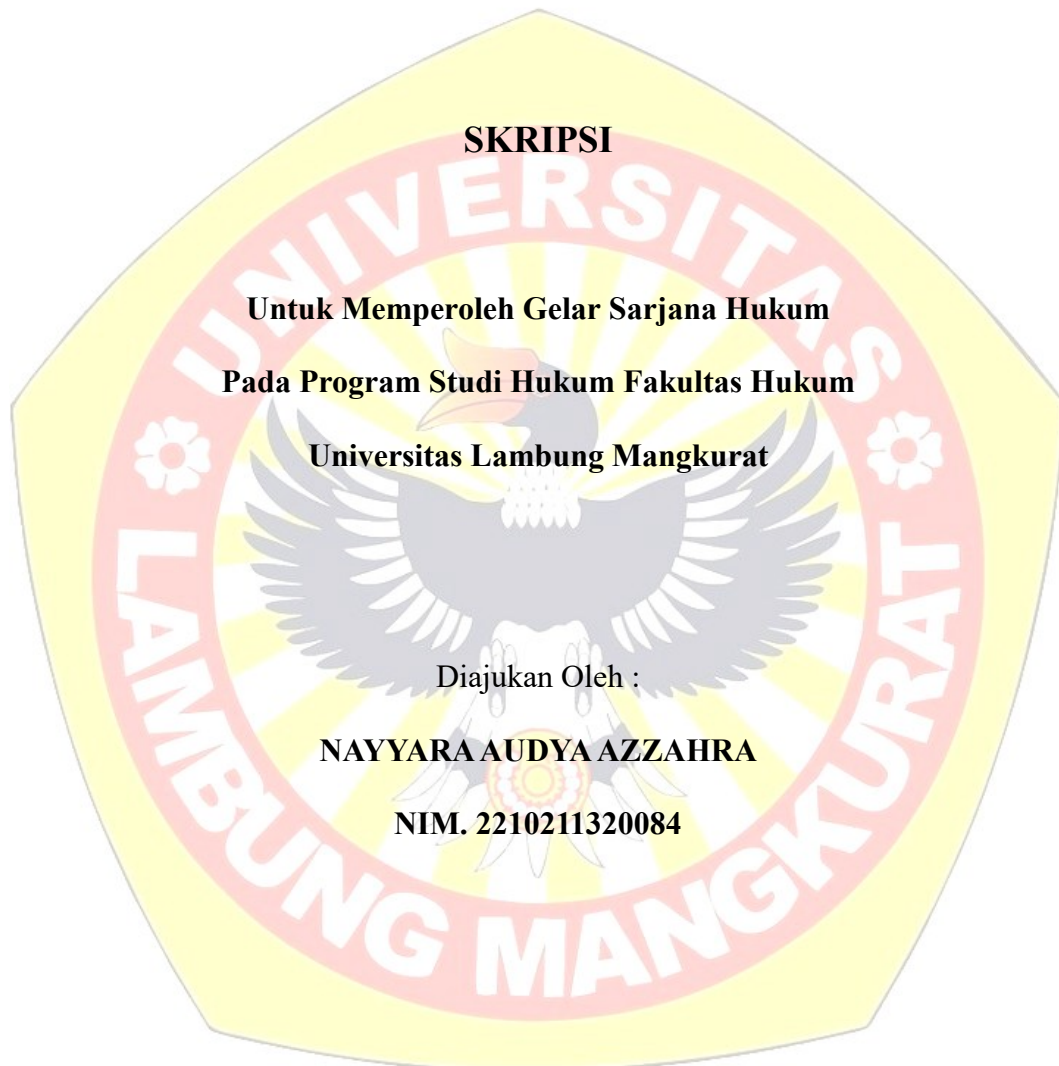 SKRIPSI
UNIVERSITAS
Untuk Memperoleh Gelar Sarjana Hukum
Pada Program Studi Hukum Fakultas Hukum
Universitas Lambung Mangkurat
Diajukan Oleh :
NAYYARA AUDYA AZZAHRA
NIM. 2210211320084
LAMBUNG MANGKURAT